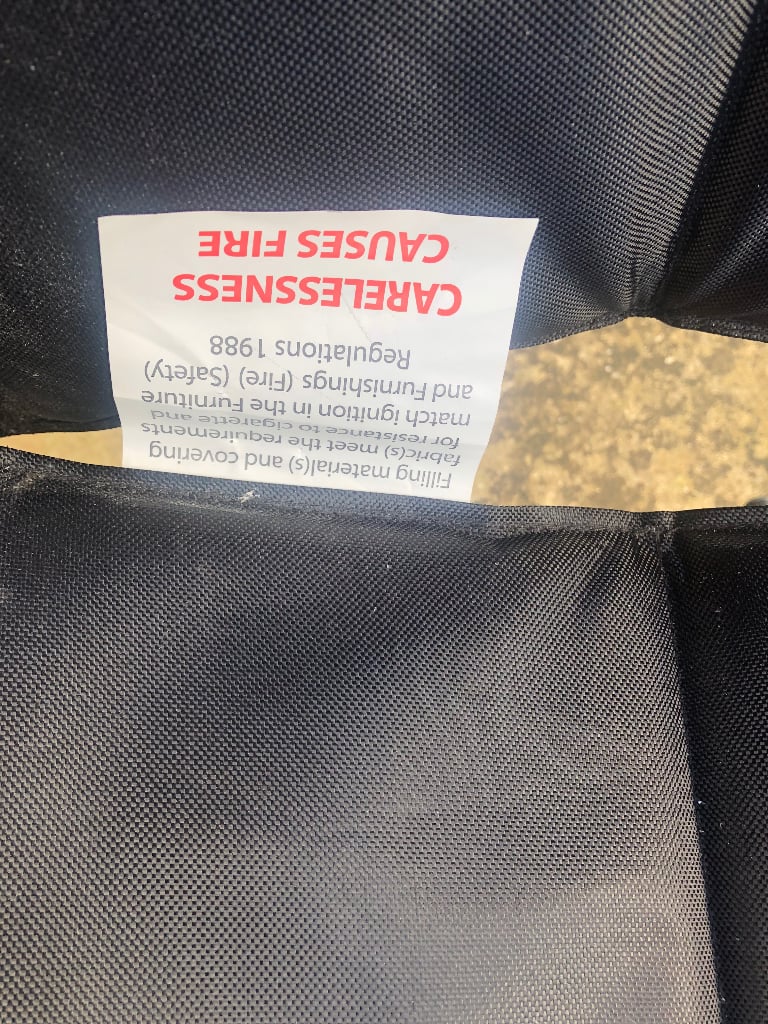 Filling material(s) and covering
fabric(s) meet the requirements
for resistance to cigarette and
match ignition in the Furniture
and Furnishings (Fire) (Safety)
Regulations 1988
CARELESSNESS
CAUSES FIRE